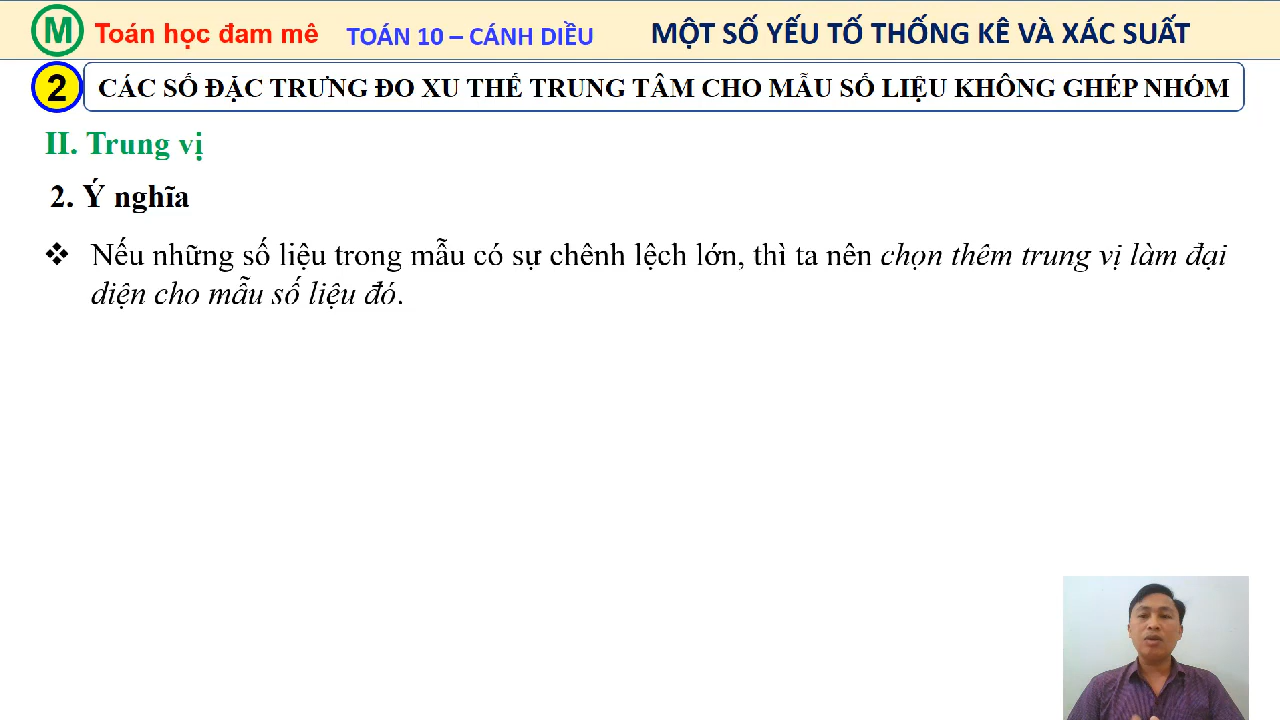 M Toán học đam mê TOÁN 10 – CÁNH DIỀU MỘT SỐ YẾU TỐ THỐNG KÊ VÀ XÁC SUẤT
2 CÁC SỐ ĐẶC TRƯNG ĐO XU THẾ TRUNG TÂM CHO MẪU SỐ LIỆU KHÔNG GHÉP NHÓM
II. Trung vị
2. Ý nghĩa
❖ Nếu những số liệu trong mẫu có sự chênh lệch lớn, thì ta nên chọn thêm trung vị làm đại
diện cho mẫu số liệu đó.